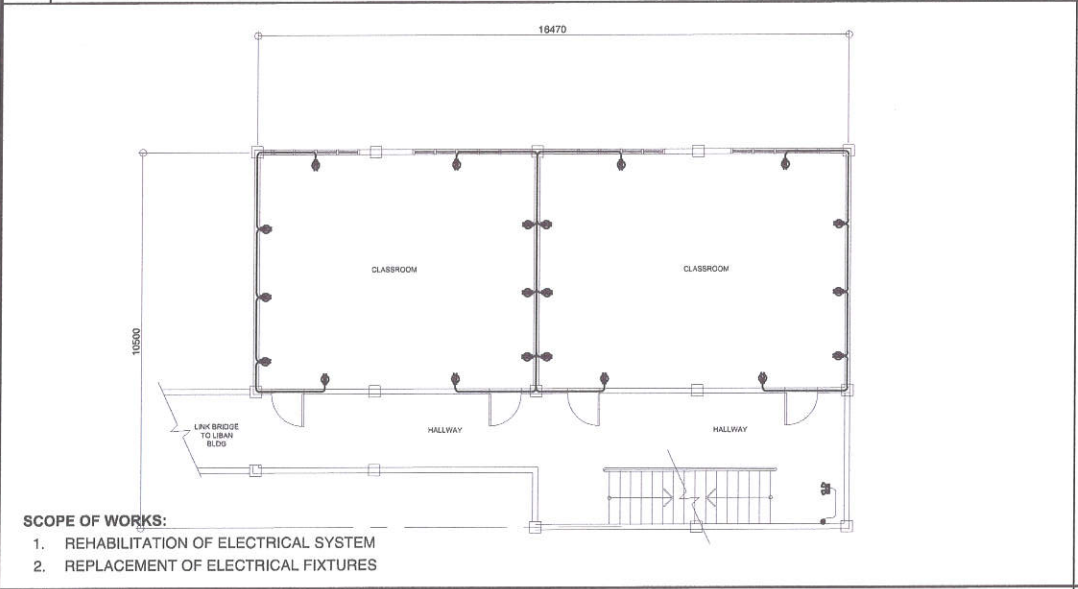 16470
10500
CLASSROOM
CLASSROOM
LINK BRIDGE
TO LIBAN
BLDG
HALLWAY
HALLWAY
SCOPE OF WORKS:
1. REHABILITATION OF ELECTRICAL SYSTEM
2. REPLACEMENT OF ELECTRICAL FIXTURES